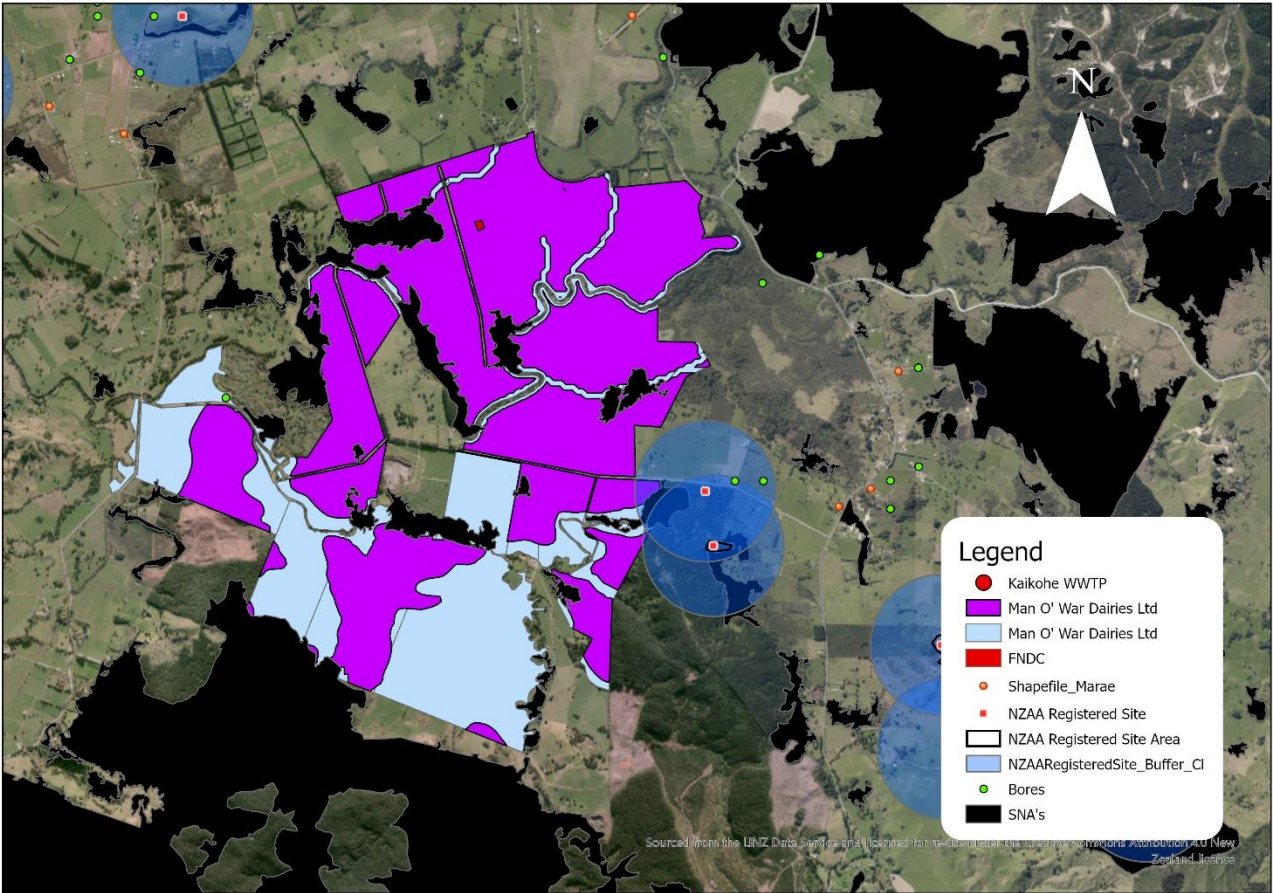 N
Legend
Kaikohe WWTP
Man O' War Dairies Ltd
Man O' War Dairies Ltd
FNDC
Shapefile_Marae
NZAA Registered Site
NZAA Registered Site Area
NZAARegisteredSite_Buffer_Cl
Bores
SNA's
Sourced from the LINZ Data Service and licensed for re-use under the Creative Commons Attribution 4.0 New
Zealand licence